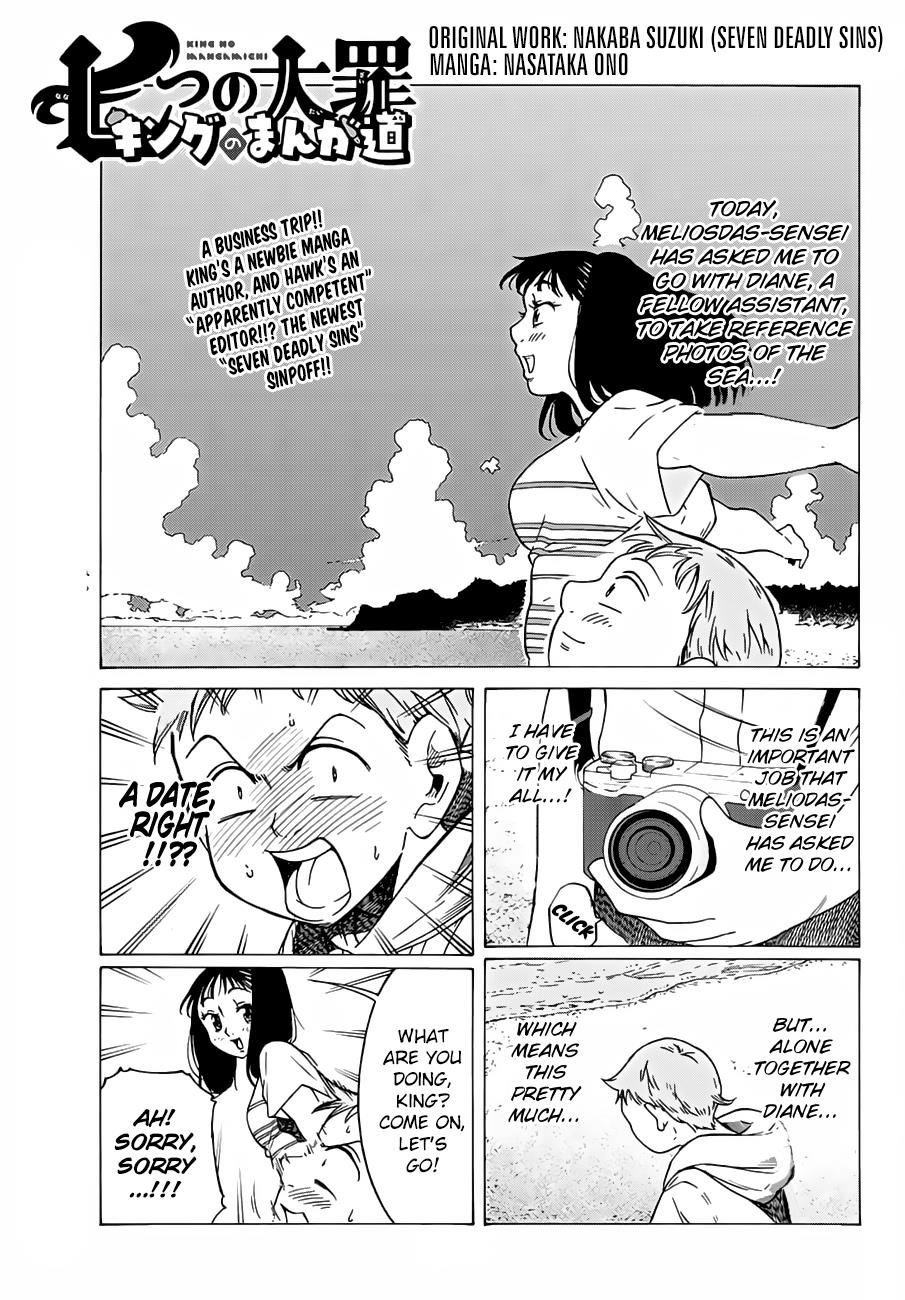 KING NO
MANGAMICHI
七つの大罪
キングのまんが道
ORIGINAL WORK: NAKABA SUZUKI (SEVEN DEADLY SINS)
MANGA: NASATAKA ONO
TODAY,
MELIOSDAS-SENSEI
HAS ASKED ME TO
GO WITH DIANE, A
FELLOW ASSISTANT,
TO TAKE REFERENCE
PHOTOS OF THE
SEA...!
A BUSINESS TRIP!!
KING'S A NEWBIE MANGA
AUTHOR, AND HAWK'S AN
"APPARENTLY COMPETENT"
EDITOR!!? THE NEWEST
"SEVEN DEADLY SINS"
SINPOFF!!
THIS IS AN
IMPORTANT
JOB THAT
MELIODAS-
SENSEI
HAS ASKED
ME TO DO...
I HAVE
TO GIVE
IT MY
ALL...!
CLICK
A DATE,
RIGHT
!!??
BUT...
ALONE
TOGETHER
WITH
DIANE...
WHICH
MEANS
THIS
PRETTY
MUCH...
WHAT
ARE YOU
DOING,
KING?
COME ON,
LET'S
GO!
AH!
SORRY,
SORRY
...!!!